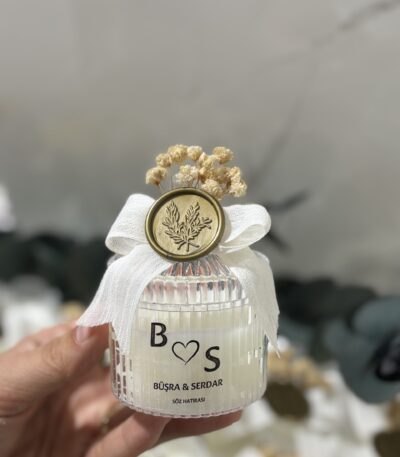 B
S
BÜŞRA & SERDAR
SÖZ HATIRASI